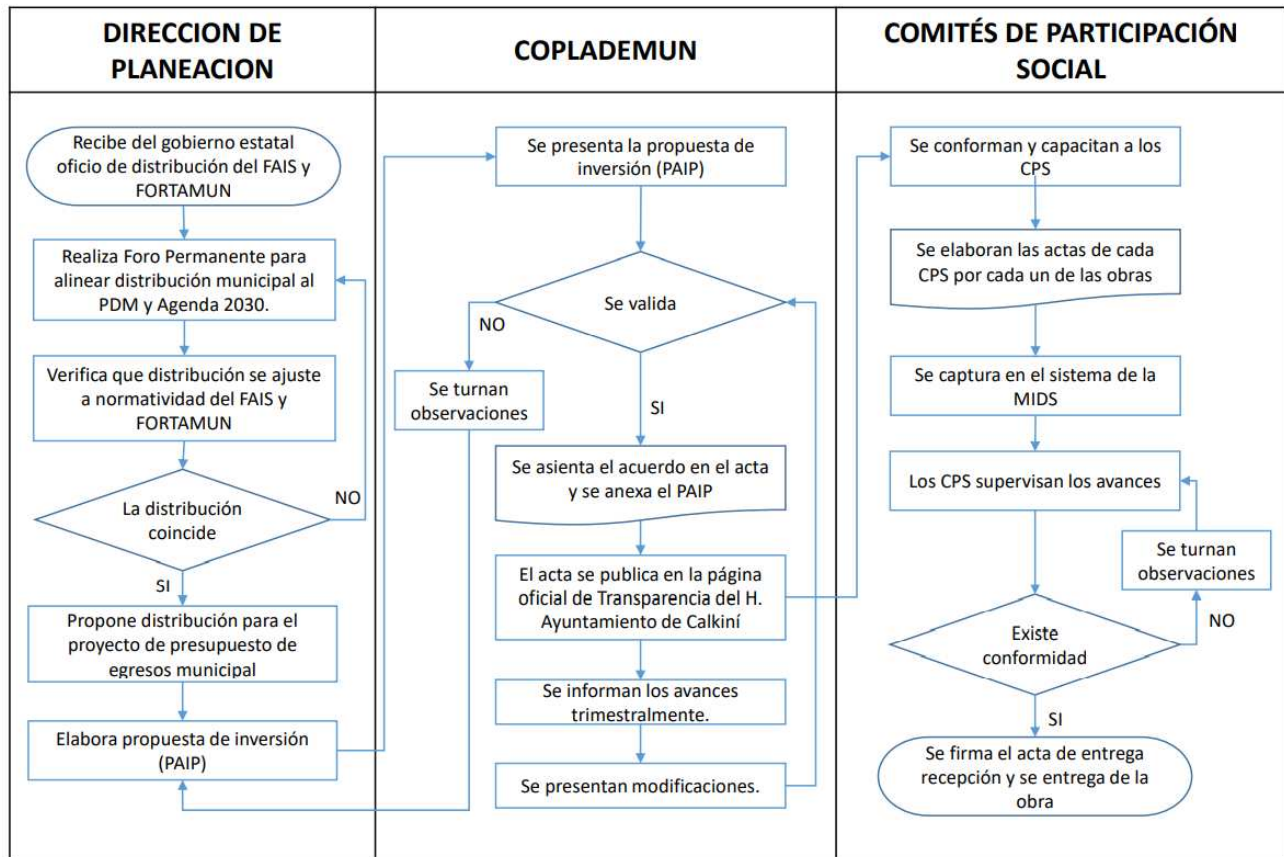 DIRECCION DE
PLANEACION
Recibe del gobierno estatal
oficio de distribución del FAIS y
FORTAMUN
Realiza Foro Permanente para
alinear distribución municipal al
PDM y Agenda 2030.
Verifica que distribución se ajuste
a normatividad del FAIS y
FORTAMUN
La distribución
coincide
NO
SI
Propone distribución para el
proyecto de presupuesto de
egresos municipal
Elabora propuesta de inversión
(PAIP)
COPLADEMUN
Se presenta la propuesta de
inversión (PAIP)
Se valida
NO
Se turnan
observaciones
SI
Se asienta el acuerdo en el acta
y se anexa el PAIP
El acta se publica en la página
oficial de Transparencia del H.
Ayuntamiento de Calkiní
Se informan los avances
trimestralmente.
Se presentan modificaciones.
COMITÉS DE PARTICIPACIÓN
SOCIAL
Se conforman y capacitan a los
CPS
Se elaboran las actas de cada
CPS por cada un de las obras
Se captura en el sistema de la
MIDS
Los CPS supervisan los avances
Se turnan
observaciones
Existe
conformidad
NO
SI
Se firma el acta de entrega
recepción y se entrega de la
obra